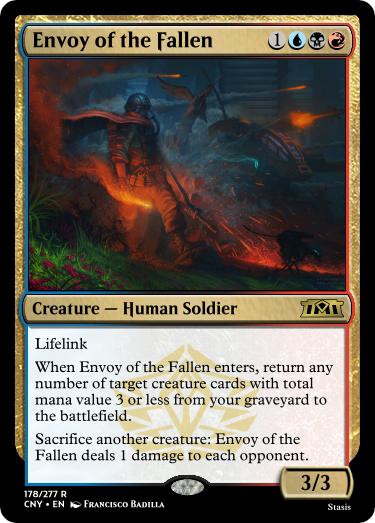 Envoy of the Fallen 1
Creature — Human Soldier
Lifelink
When Envoy of the Fallen enters, return any
number of target creature cards with total
mana value 3 or less from your graveyard to
the battlefield.
Sacrifice another creature: Envoy of the
Fallen deals 1 damage to each opponent.
3/3
178/277 R
CNY • EN Francisco Badilla
Stasis